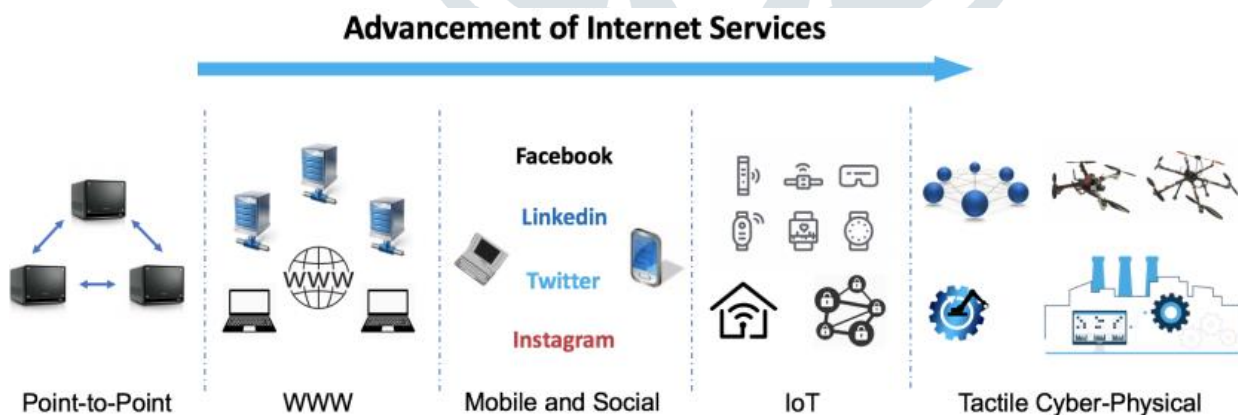 Advancement of Internet Services
Facebook
Linkedin
Twitter
Instagram
WWW
Point-to-Point
WWW
Mobile and Social
IoT
Tactile Cyber-Physical